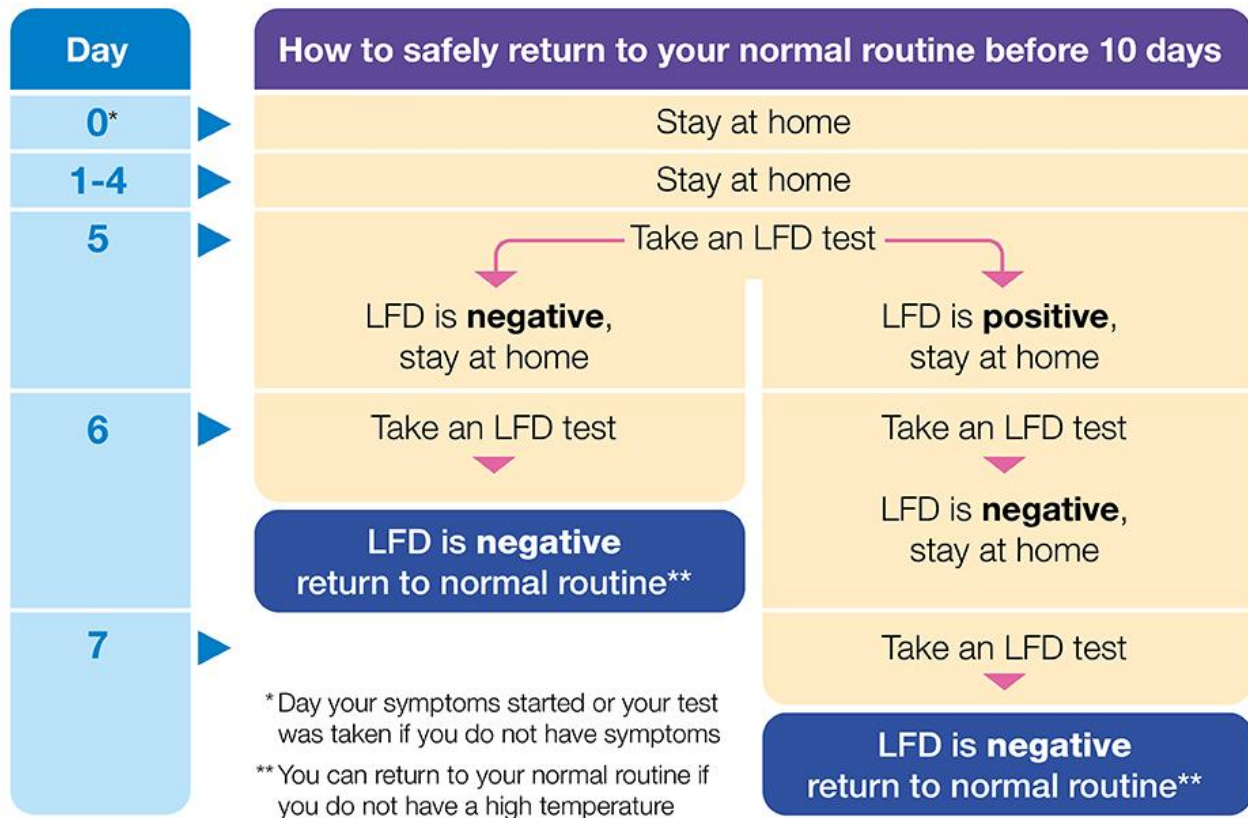 Day
How to safely return to your normal routine before 10 days
0*
Stay at home
1-4
Stay at home
5
Take an LFD test
LFD is negative,
stay at home
LFD is positive,
stay at home
6
Take an LFD test
LFD is negative
return to normal routine**
Take an LFD test
LFD is negative,
stay at home
7
Take an LFD test
LFD is negative
return to normal routine**
* Day your symptoms started or your test
was taken if you do not have symptoms
** You can return to your normal routine if
you do not have a high temperature